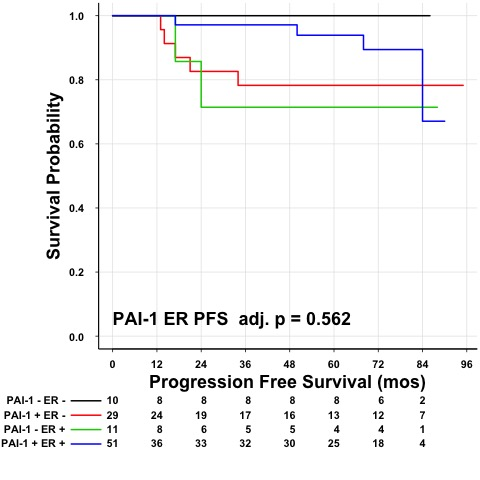 Survival Probability
1.0
0.8
0.6
0.4
0.2
0.0
PAI-1 ER PFS adj. p = 0.562
0 12 24 36 48 60 72 84 96
Progression Free Survival (mos)
PAI-1 - ER - 10 8 8 8 8 8 6 2
PAI-1 + ER - 29 24 19 17 16 13 12 7
PAI-1 - ER + 11 8 6 5 5 4 4 1
PAI-1 + ER + 51 36 33 32 30 25 18 4